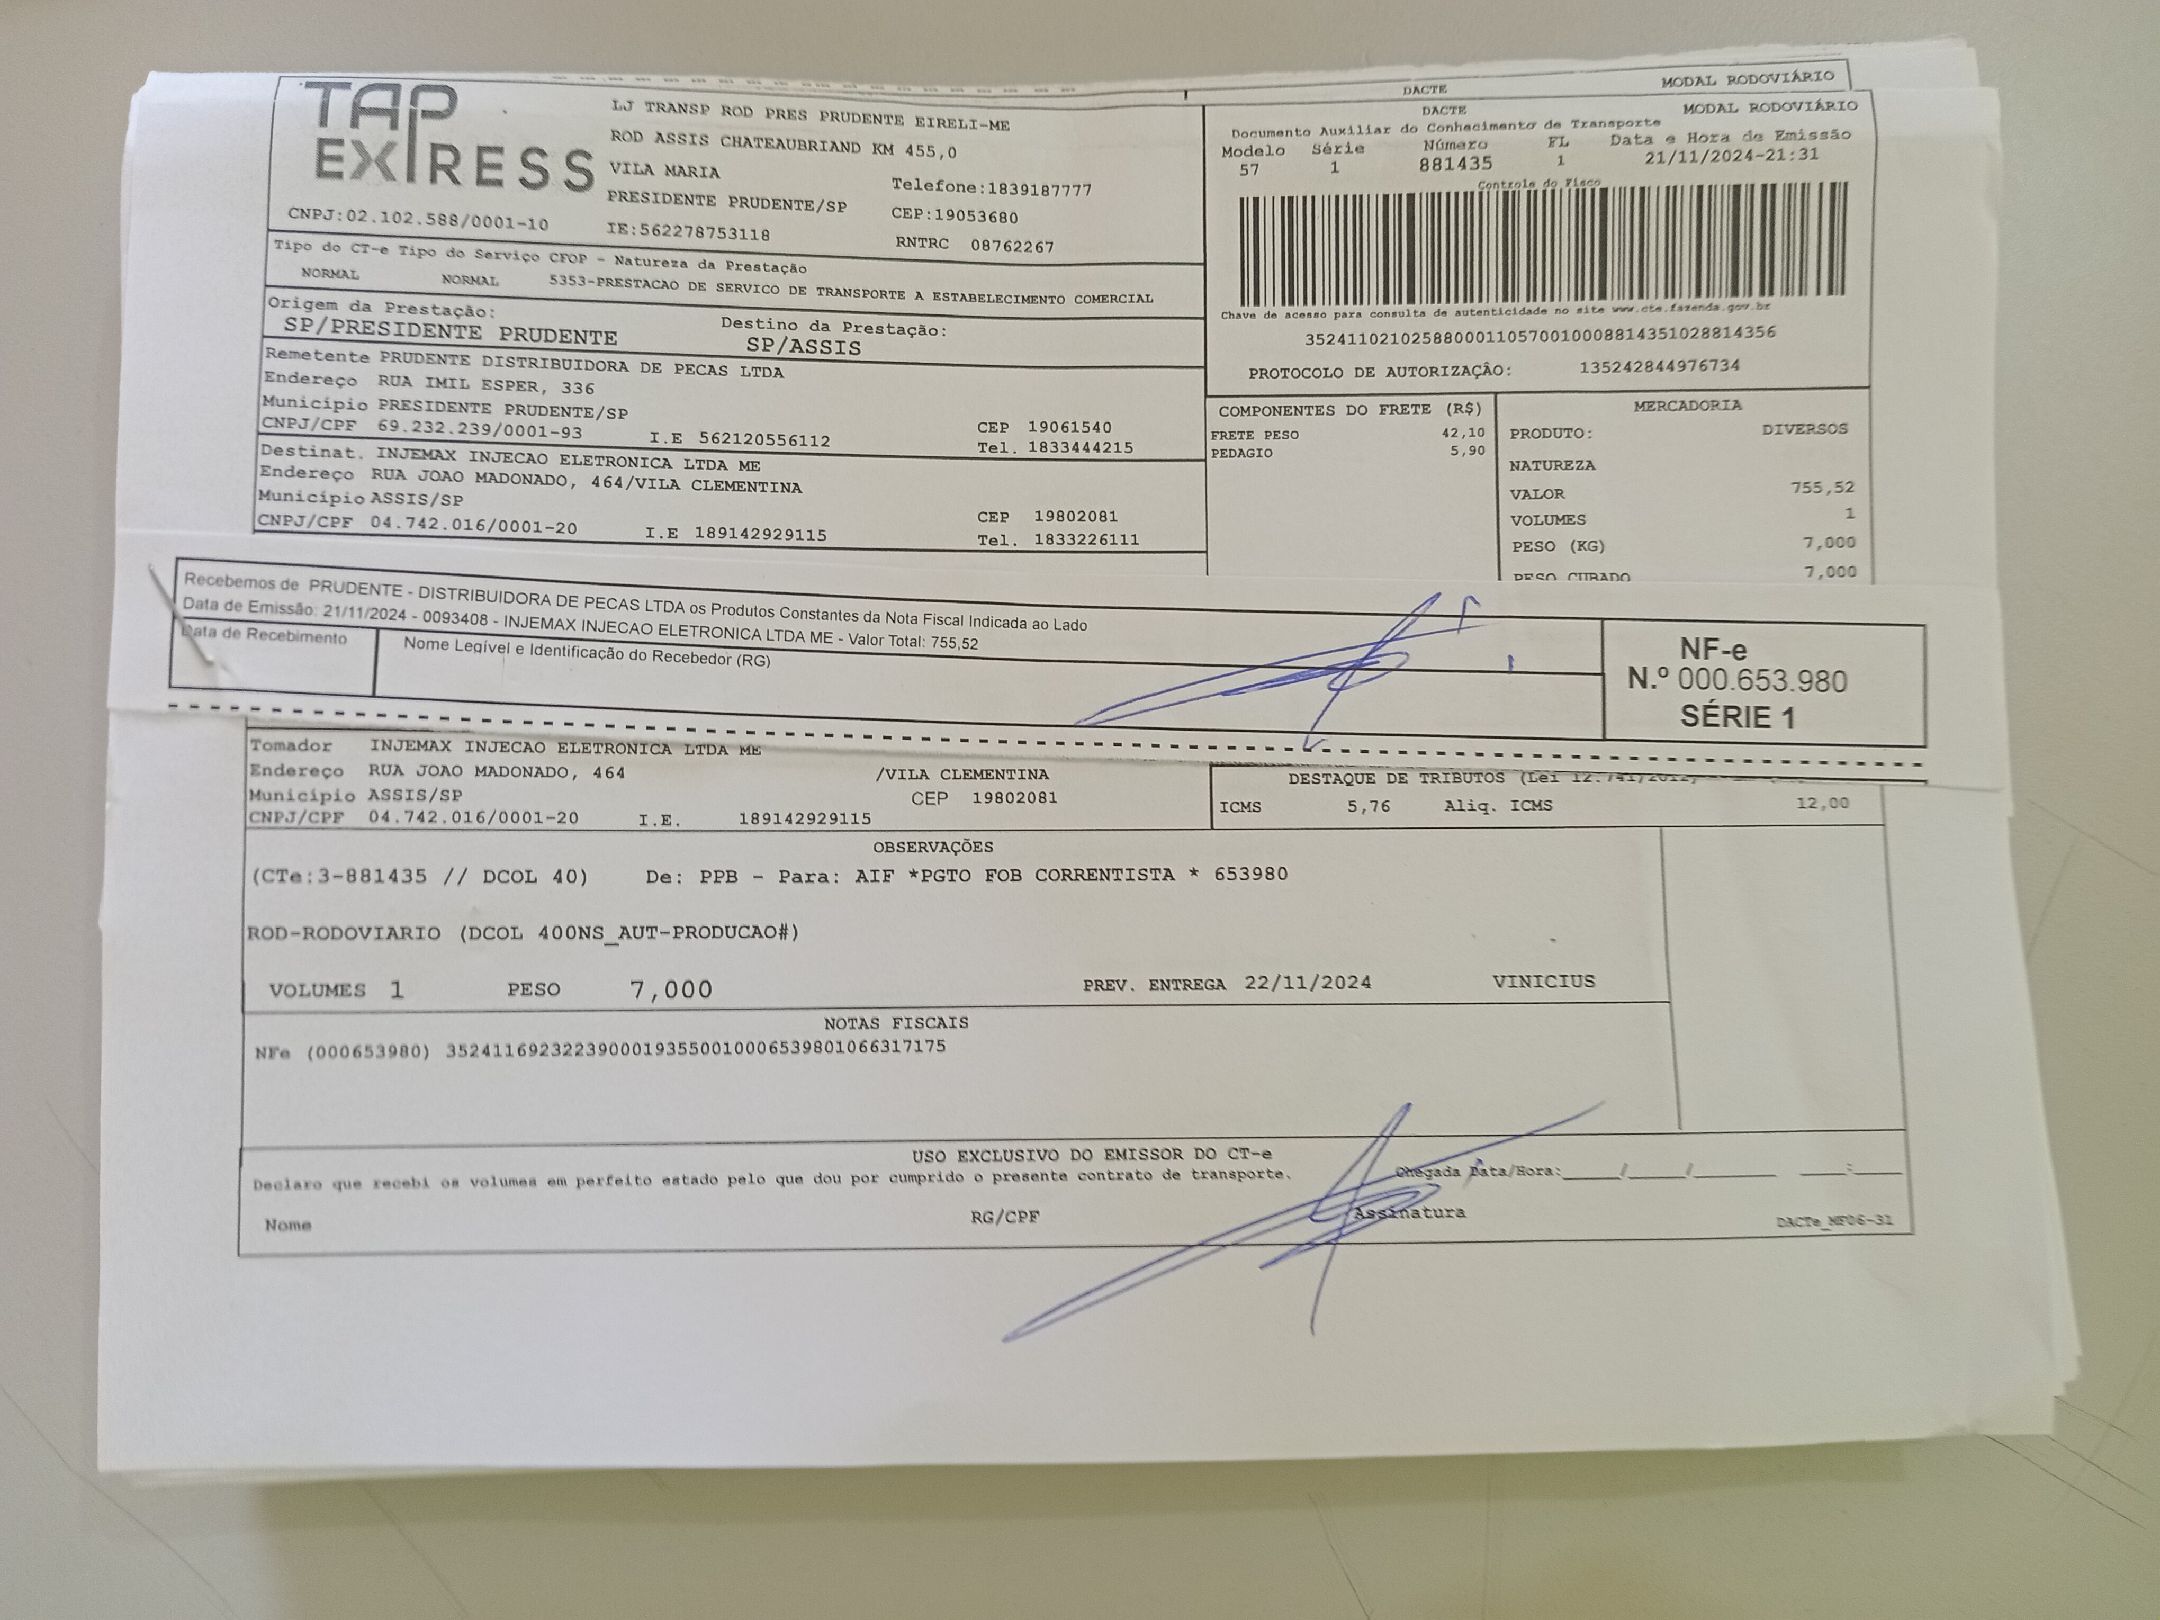 DACTE MODAL RODOVIÁRIO
TAP EXPRESS
LJ TRANSP ROD PRES PRUDENTE EIRELI-ME
ROD ASSIS CHATEAUBRIAND KM 455,0
VILA MARIA
PRESIDENTE PRUDENTE/SP
Telefone:1839187777
CEP:19053680
CNPJ:02.102.588/0001-10 IE:562278753118 RNTRC 08762267
DACTE MODAL RODOVIÁRIO
Documento Auxiliar do Conhecimento de Transporte
Modelo Série Número FL Data e Hora de Emissão
57 1 881435 1 21/11/2024-21:31
Controle do Fisco
Chave de acesso para consulta de autenticidade no site www.cte.fazenda.gov.br
35241102102588000110570010008814351028814356
PROTOCOLO DE AUTORIZAÇÃO: 135242844976734
Tipo do CT-e Tipo do Serviço CFOP - Natureza da Prestação
NORMAL NORMAL 5353-PRESTACAO DE SERVICO DE TRANSPORTE A ESTABELECIMENTO COMERCIAL
Origem da Prestação: Destino da Prestação:
SP/PRESIDENTE PRUDENTE SP/ASSIS
Remetente PRUDENTE DISTRIBUIDORA DE PECAS LTDA
Endereço RUA IMIL ESPER, 336
Município PRESIDENTE PRUDENTE/SP CEP 19061540
CNPJ/CPF 69.232.239/0001-93 I.E 562120556112 Tel. 1833444215
Destinat. INJEMAX INJECAO ELETRONICA LTDA ME
Endereço RUA JOAO MADONADO, 464/VILA CLEMENTINA
Município ASSIS/SP CEP 19802081
CNPJ/CPF 04.742.016/0001-20 I.E 189142929115 Tel. 1833226111
COMPONENTES DO FRETE (R$)
FRETE PESO 42,10
PEDAGIO 5,90
MERCADORIA
PRODUTO: DIVERSOS
NATUREZA
VALOR 755,52
VOLUMES 1
PESO (KG) 7,000
PESO CUBADO 7,000
Recebemos de PRUDENTE - DISTRIBUIDORA DE PECAS LTDA os Produtos Constantes da Nota Fiscal Indicada ao Lado
Data de Emissão: 21/11/2024 - 0093408 - INJEMAX INJECAO ELETRONICA LTDA ME - Valor Total: 755,52
Data de Recebimento Nome Legível e Identificação do Recebedor (RG)
NF-e
N.º 000.653.980
SÉRIE 1
Tomador INJEMAX INJECAO ELETRONICA LTDA ME
Endereço RUA JOAO MADONADO, 464 /VILA CLEMENTINA
Município ASSIS/SP CEP 19802081
CNPJ/CPF 04.742.016/0001-20 I.E. 189142929115
DESTAQUE DE TRIBUTOS (Lei 12.741/2012)
ICMS 5,76 Aliq. ICMS 12,00
OBSERVAÇÕES
(CTe:3-881435 // DCOL 40) De: PPB - Para: AIF *PGTO FOB CORRENTISTA * 653980
ROD-RODOVIARIO (DCOL 400NS_AUT-PRODUCAO#)
VOLUMES 1 PESO 7,000 PREV. ENTREGA 22/11/2024 VINICIUS
NOTAS FISCAIS
NFe (000653980) 35241169232239000193550010006539801066317175
USO EXCLUSIVO DO EMISSOR DO CT-e
Declaro que recebi os volumes em perfeito estado pelo que dou por cumprido o presente contrato de transporte. Chegada Data/Hora:____/____/______ ___:___
Nome RG/CPF Assinatura DACTe_MF06-31